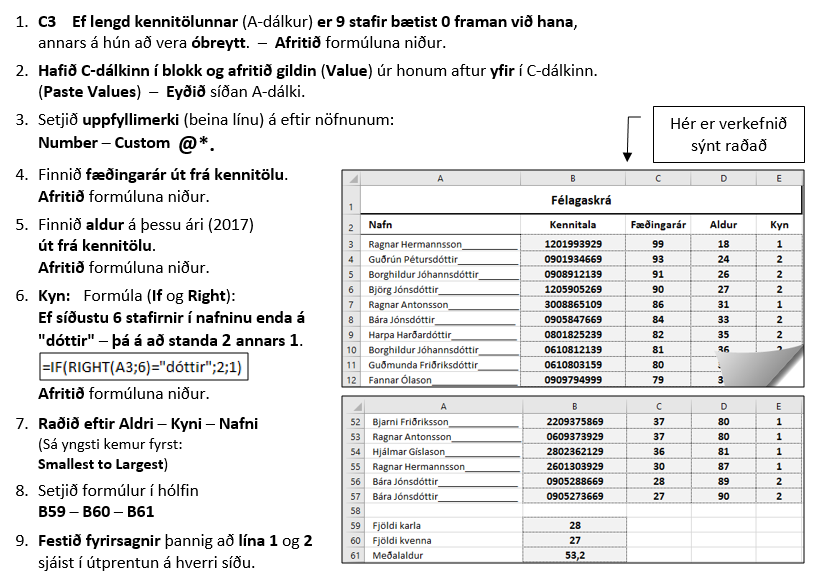 1. C3 Ef lengd kennitölunnar (A-dálkur) er 9 stafir bætist 0 framan við hana,
annars á hún að vera óbreytt. – Afritið formúluna niður.
2. Hafið C-dálkinn í blokk og afritið gildin (Value) úr honum aftur yfir í C-dálkinn.
(Paste Values) – Eyðið síðan A-dálki.
3. Setjið uppfyllimerki (beina línu) á eftir nöfnunum:
Number – Custom @*.
Hér er verkefnið
sýnt raðað
4. Finnið fæðingarár út frá kennitölu.
Afritið formúluna niður.
5. Finnið aldur á þessu ári (2017)
út frá kennitölu.
Afritið formúluna niður.
6. Kyn: Formúla (If og Right):
Ef síðustu 6 stafirnir í nafninu enda á
"dóttir" – þá á að standa 2 annars 1.
=IF(RIGHT(A3;6)="dóttir";2;1)
Afritið formúluna niður.
7. Raðið eftir Aldri – Kyni – Nafni
(Sá yngsti kemur fyrst:
Smallest to Largest)
8. Setjið formúlur í hólfin
B59 – B60 – B61
9. Festið fyrirsagnir þannig að lína 1 og 2
sjáist í útprentun á hverri síðu.
A B C D E
1 Félagaskrá
2 Nafn Kennitala Fæðingarár Aldur Kyn
3 Ragnar Hermannsson 1201993929 99 18 1
4 Guðrún Pétursdóttir 0901934669 93 24 2
5 Borghildur Jóhannsdóttir 0908912139 91 26 2
6 Björg Jónsdóttir 1205905269 90 27 2
7 Ragnar Antonsson 3008865109 86 31 1
8 Bára Jónsdóttir 0905847669 84 33 2
9 Harpa Harðardóttir 0801825239 82 35 2
10 Borghildur Jóhannsdóttir 0610812139 81 36 2
11 Guðmunda Friðriksdóttir 0610803159 80
12 Fannar Ólason 0909794999 79 3
A B C D E
52 Bjarni Friðriksson 2209375869 37 80 1
53 Ragnar Antonsson 0609373929 37 80 1
54 Hjálmar Gíslason 2802362129 36 81 1
55 Ragnar Hermannsson 2601303929 30 87 1
56 Bára Jónsdóttir 0905288669 28 89 2
57 Bára Jónsdóttir 0905273669 27 90 2
58
59 Fjöldi karla 28
60 Fjöldi kvenna 27
61 Meðalaldur 53,2